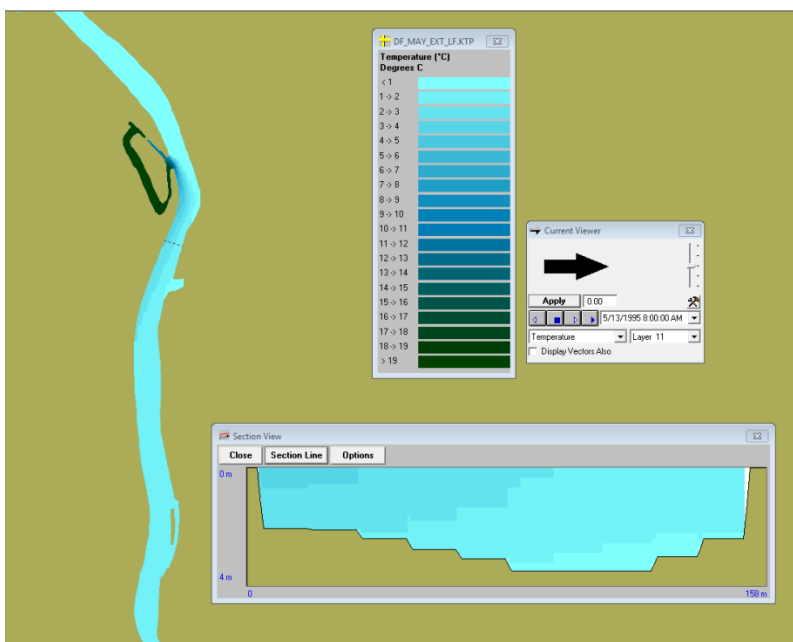 DF_MAY_EXT_LF.KTP
Temperature (°C)
Degrees C
< 1
1 -> 2
2 -> 3
3 -> 4
4 -> 5
5 -> 6
6 -> 7
7 -> 8
8 -> 9
9 -> 10
10 -> 11
11 -> 12
12 -> 13
13 -> 14
14 -> 15
15 -> 16
16 -> 17
17 -> 18
18 -> 19
> 19
Current Viewer
Apply 0.00
5/13/1995 8:00:00 AM
Temperature Layer 11
Display Vectors Also
Section View
Close Section Line Options
0 m
4 m
0 158 m